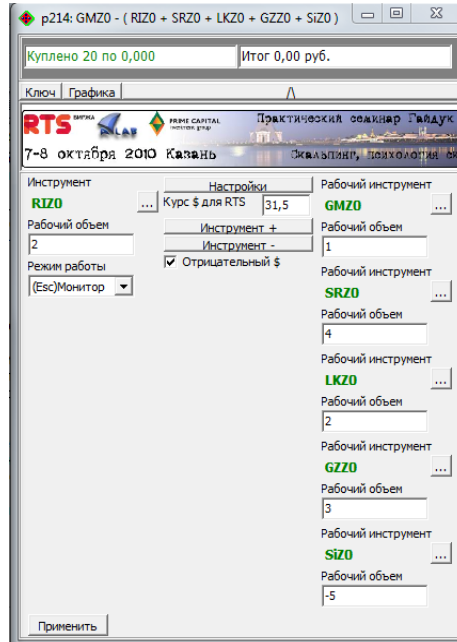 p214: GMZ0 - ( RIZ0 + SRZ0 + LKZ0 + GZZ0 + SiZ0 )
Куплено 20 по 0,000
Итог 0,00 руб.
Ключ
Графика
RTS БИРЖА
LAB
PRIME CAPITAL
investment group
Практический семинар Гайдук
7-8 октября 2010 Казань
Скальпинг, психология
Инструмент
RIZ0
...
Рабочий объем
2
Режим работы
(Esc)Монитор
Настройки
Курс $ для RTS
31,5
Инструмент +
Инструмент -
Отрицательный $
Рабочий инструмент
GMZ0
...
Рабочий объем
1
Рабочий инструмент
SRZ0
...
Рабочий объем
4
Рабочий инструмент
LKZ0
...
Рабочий объем
2
Рабочий инструмент
GZZ0
...
Рабочий объем
3
Рабочий инструмент
SiZ0
...
Рабочий объем
-5
Применить